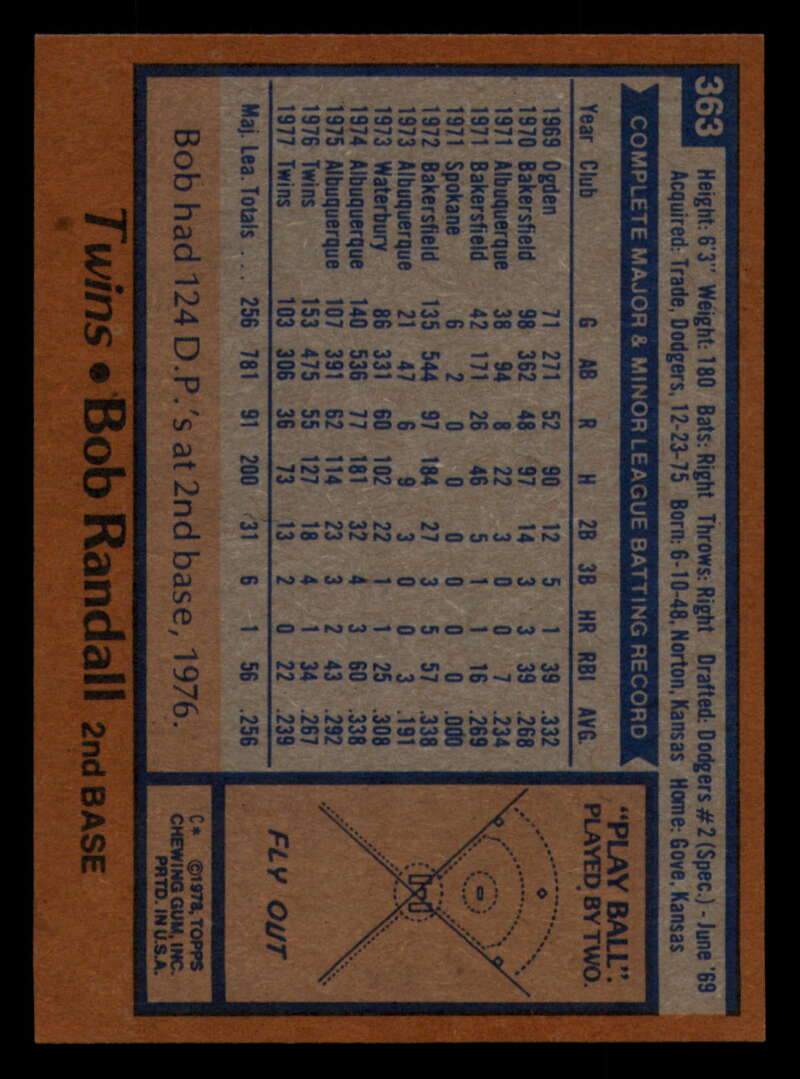 363
Height: 6'3" Weight: 180 Bats: Right Throws: Right Drafted: Dodgers #2 (Spec.) - June '69
Acquired: Trade, Dodgers, 12-23-75 Born: 6-10-48, Norton, Kansas Home: Gove, Kansas
COMPLETE MAJOR & MINOR LEAGUE BATTING RECORD
Year Club G AB R H 2B 3B HR RBI AVG.
1969 Ogden 71 271 52 90 12 5 1 39 .332
1970 Bakersfield 98 362 48 97 14 3 3 39 .268
1971 Albuquerque 38 94 8 22 3 0 0 7 .234
1971 Bakersfield 42 171 26 46 5 1 1 16 .269
1971 Spokane 6 2 0 0 0 0 0 0 .000
1972 Bakersfield 135 544 97 184 27 3 5 57 .338
1973 Albuquerque 21 47 6 9 3 0 0 3 .191
1973 Waterbury 86 331 60 102 22 1 1 25 .308
1974 Albuquerque 140 536 77 181 32 4 3 60 .338
1975 Albuquerque 107 391 62 114 23 3 2 43 .292
1976 Twins 153 475 55 127 18 4 1 34 .267
1977 Twins 103 306 36 73 13 2 0 22 .239
Maj. Lea. Totals .... 256 781 91 200 31 6 1 56 .256
Bob had 124 D.P.'s at 2nd base, 1976.
"PLAY BALL":
PLAYED BY TWO.
FLY OUT
C* ©1978, TOPPS
CHEWING GUM, INC.
PRTD. IN U.S.A.
Twins • Bob Randall 2nd BASE